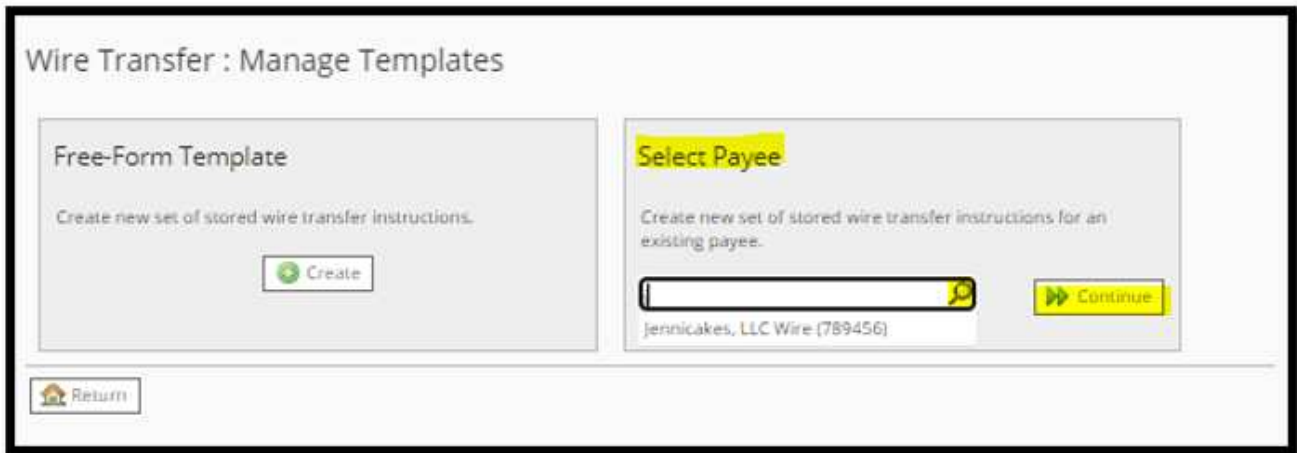 Wire Transfer : Manage Templates
Free-Form Template
Create new set of stored wire transfer instructions.
Create
Select Payee
Create new set of stored wire transfer instructions for an
existing payee.
Continue
Jennicakes, LLC Wire (789456)
Return